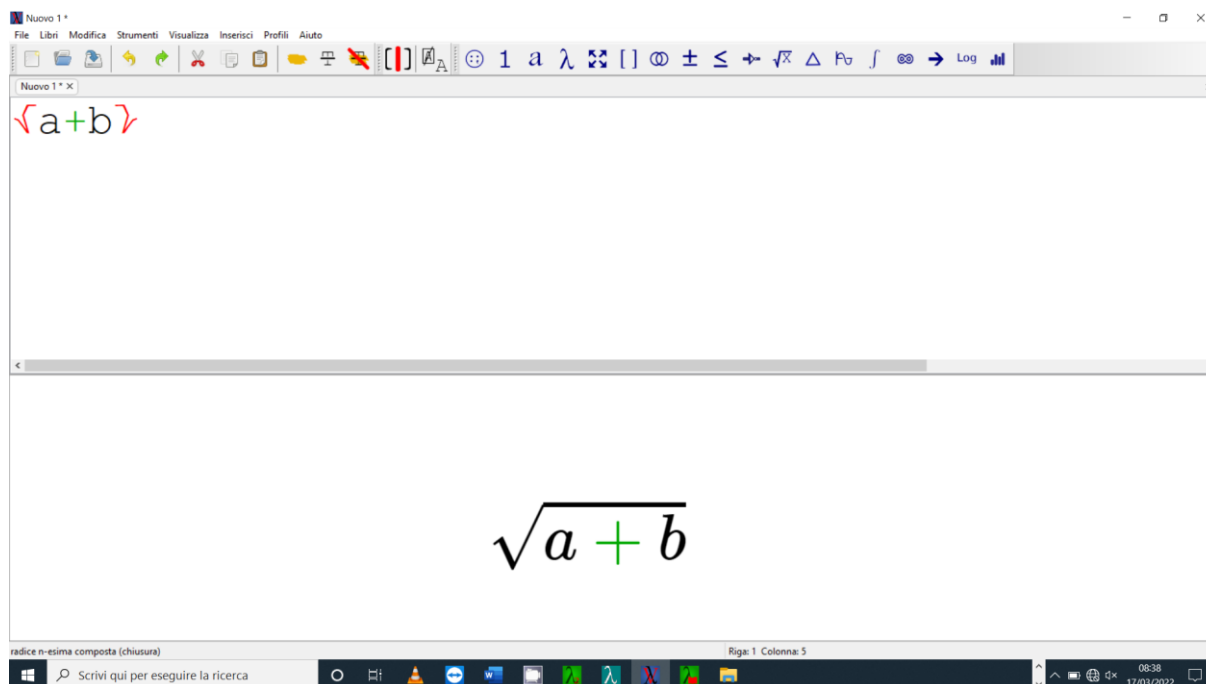 Nuovo 1 *
File Libri Modifica Strumenti Visualizza Inserisci Profili Aiuto
1 a λ [ ] ± ≤ √x ∫ → Log
Nuovo 1 * ×
a+b
√a + b
radice n-esima composta (chiusura)
Riga: 1 Colonna: 5
Scrivi qui per eseguire la ricerca
08:38
17/03/2022